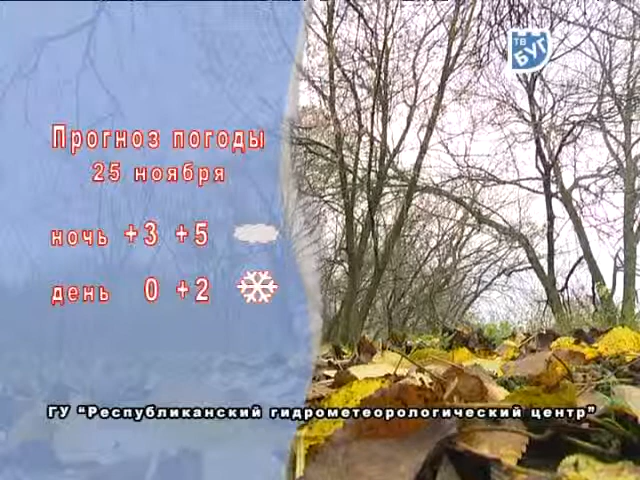 ТВ
БУГ
Прогноз погоды
25 ноября
ночь +3 +5
день 0 +2
ГУ “Республиканский гидрометеорологический центр”